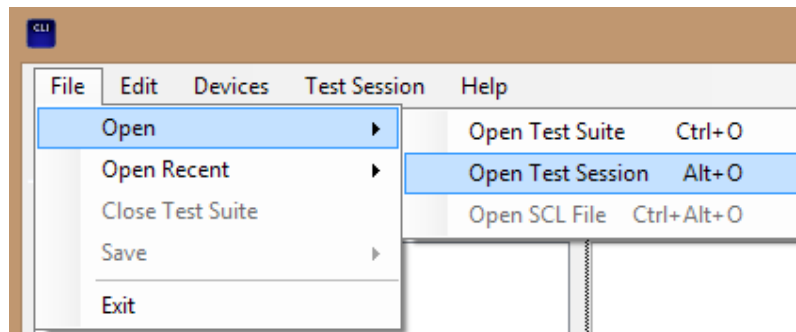 CLI
File Edit Devices Test Session Help
Open
Open Recent
Close Test Suite
Save
Exit
Open Test Suite Ctrl+O
Open Test Session Alt+O
Open SCL File Ctrl+Alt+O